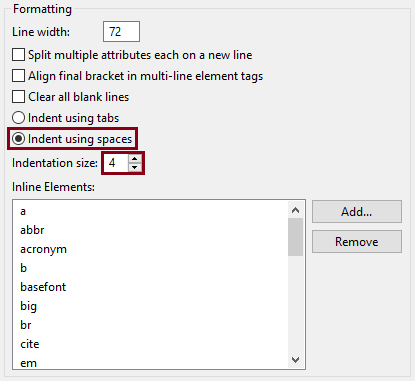 Formatting
Line width: 72
Split multiple attributes each on a new line
Align final bracket in multi-line element tags
Clear all blank lines
Indent using tabs
Indent using spaces
Indentation size: 4
Inline Elements:
a
abbr
acronym
b
basefont
big
br
cite
em
Add...
Remove